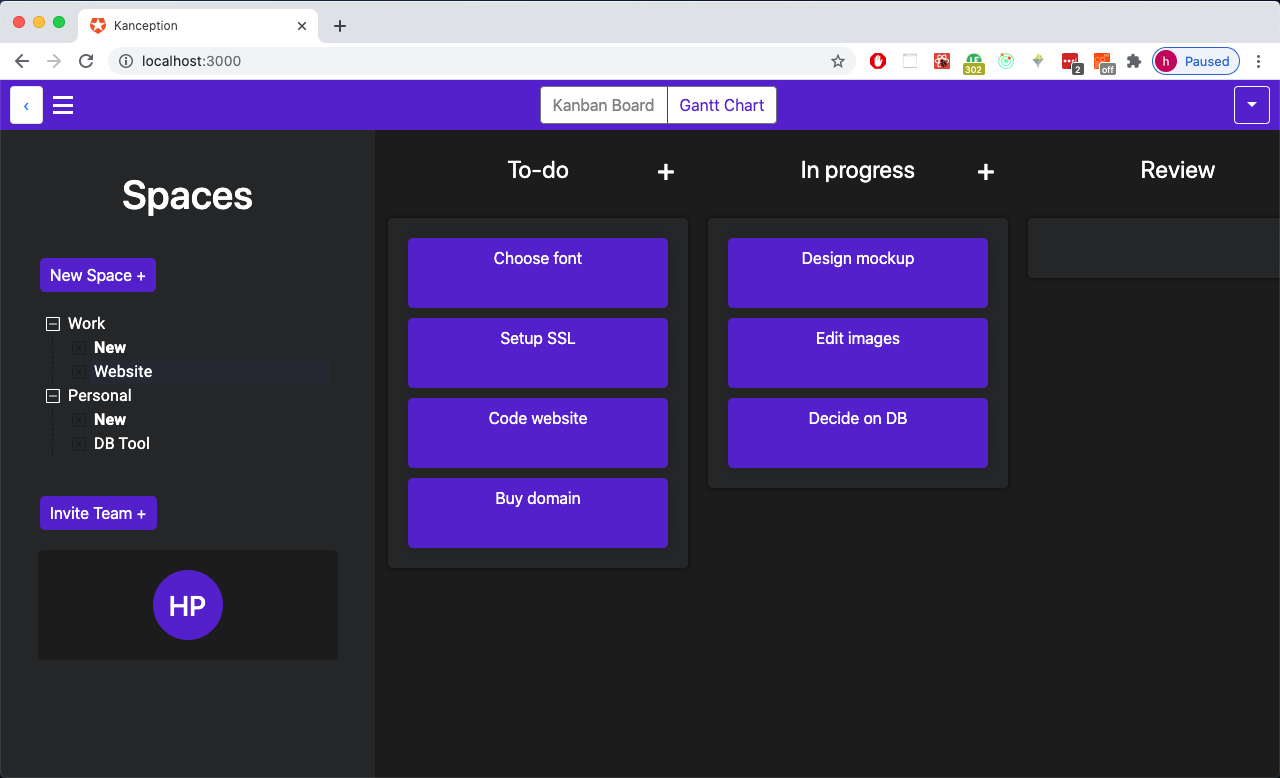 Kanception
localhost:3000
302
2
off
h Paused
Kanban Board Gantt Chart
Spaces
New Space +
Work
New
Website
Personal
New
DB Tool
Invite Team +
HP
To-do +
Choose font
Setup SSL
Code website
Buy domain
In progress +
Design mockup
Edit images
Decide on DB
Review